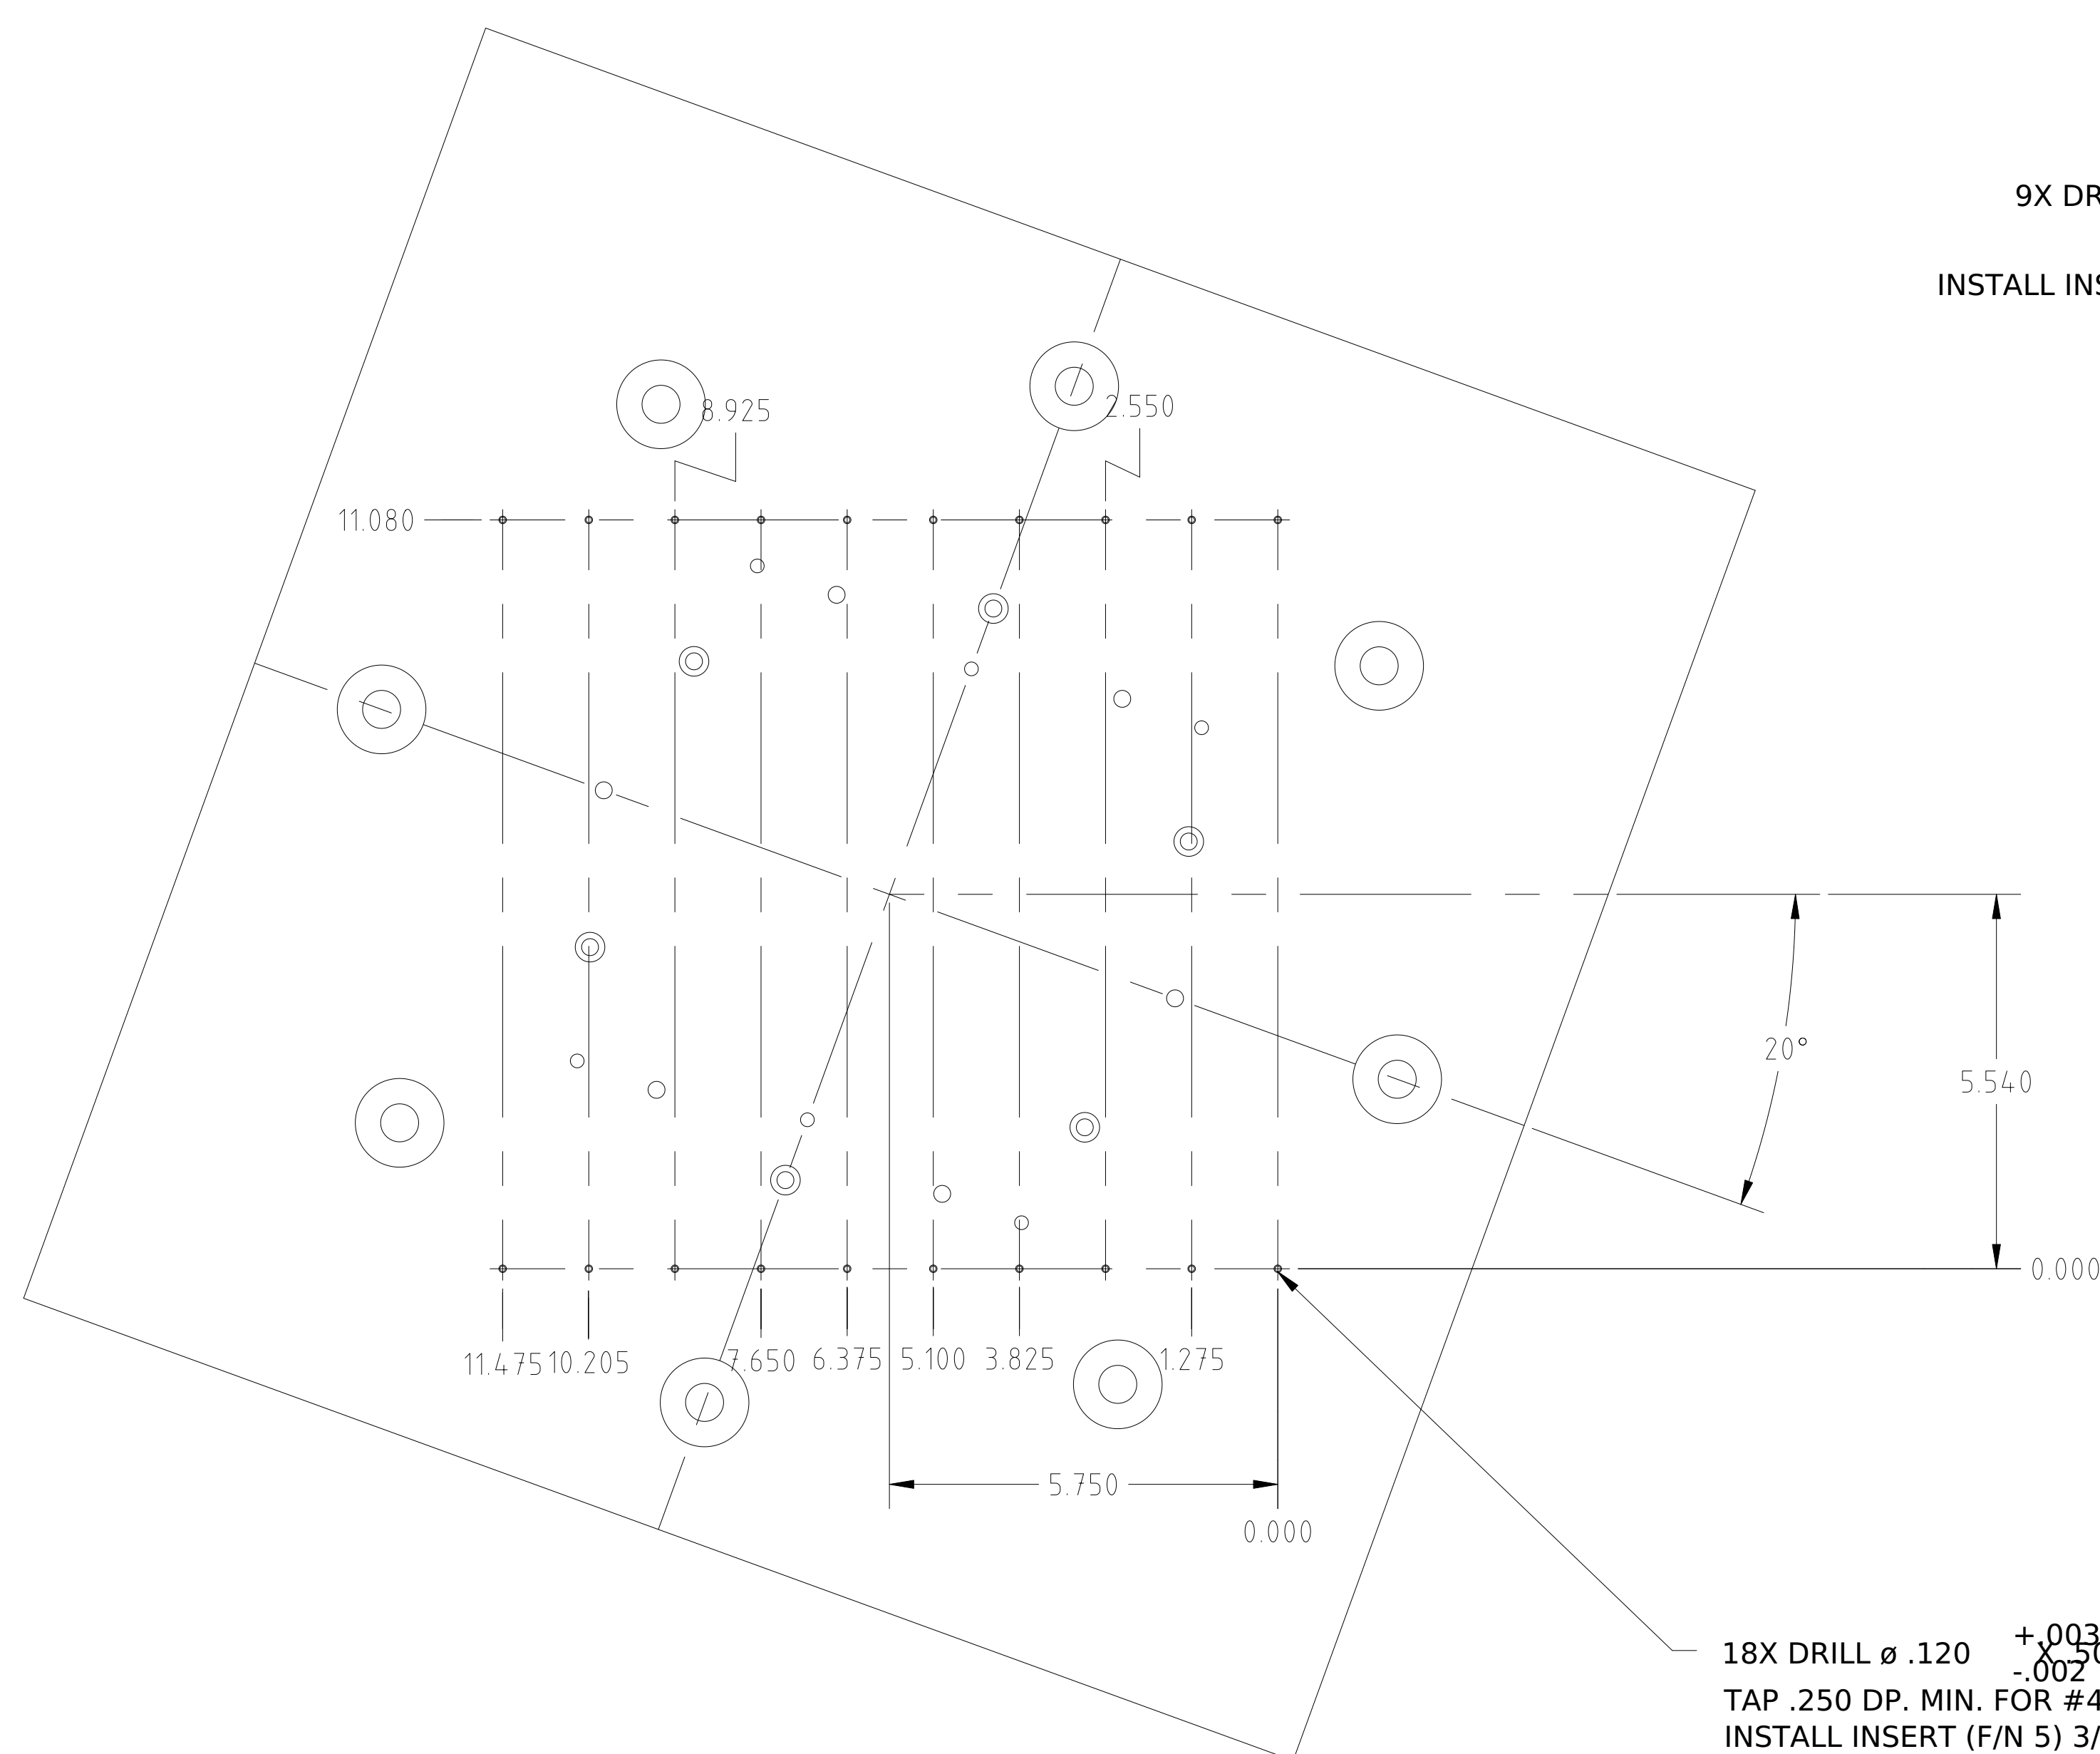 9X DR
INSTALL INS
8.925
2.550
11.080
20°
5.540
0.000
11.475 10.205 7.650 6.375 5.100 3.825 1.275
5.750
0.000
+.003
18X DRILL ø .120 X .50
-.002
TAP .250 DP. MIN. FOR #4
INSTALL INSERT (F/N 5) 3/